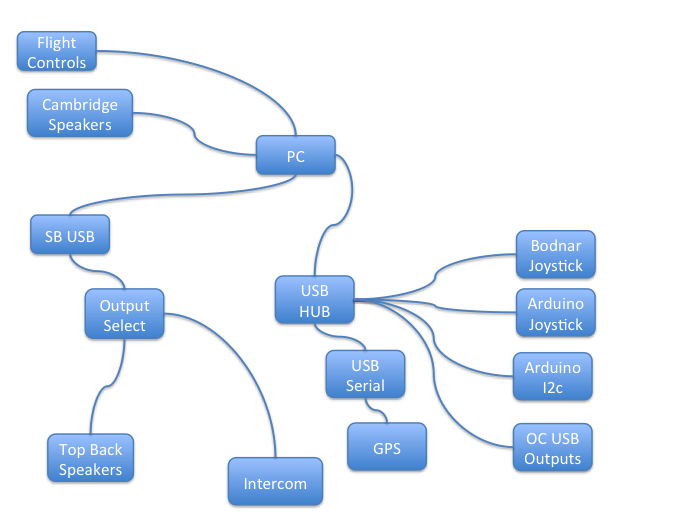 Flight
Controls
Cambridge
Speakers
PC
SB USB
Output
Select
USB
HUB
Bodnar
Joystick
Arduino
Joystick
USB
Serial
Arduino
I2c
GPS
OC USB
Outputs
Top Back
Speakers
Intercom